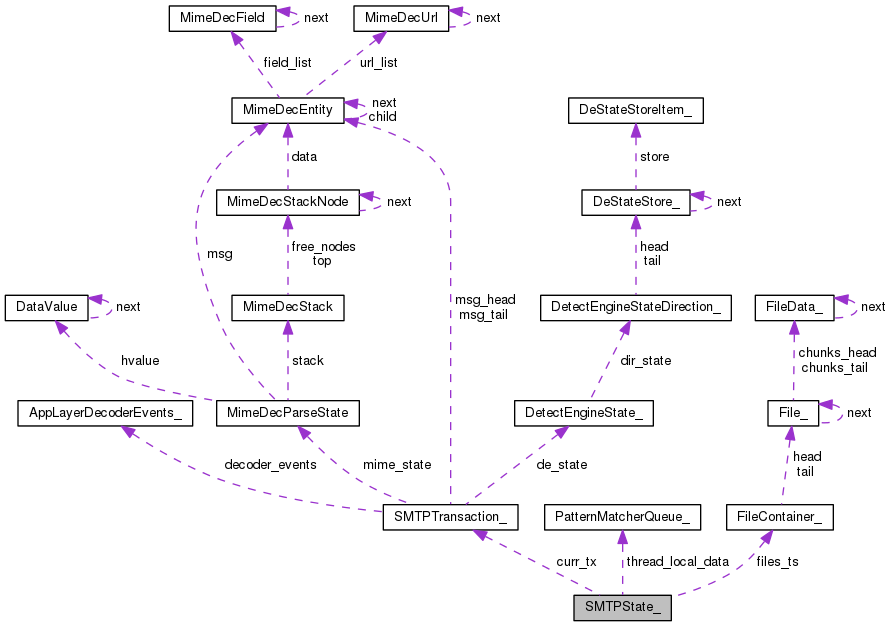 MimeDecField
next
MimeDecUrl
next
field_list
url_list
MimeDecEntity
next
child
DeStateStoreItem_
data
store
MimeDecStackNode
next
DeStateStore_
next
msg
free_nodes
top
head
tail
msg_head
msg_tail
DataValue
next
MimeDecStack
DetectEngineStateDirection_
FileData_
next
hvalue
stack
dir_state
chunks_head
chunks_tail
AppLayerDecoderEvents_
MimeDecParseState
DetectEngineState_
File_
next
decoder_events
mime_state
de_state
head
tail
SMTPTransaction_
PatternMatcherQueue_
FileContainer_
curr_tx
thread_local_data
files_ts
SMTPState_